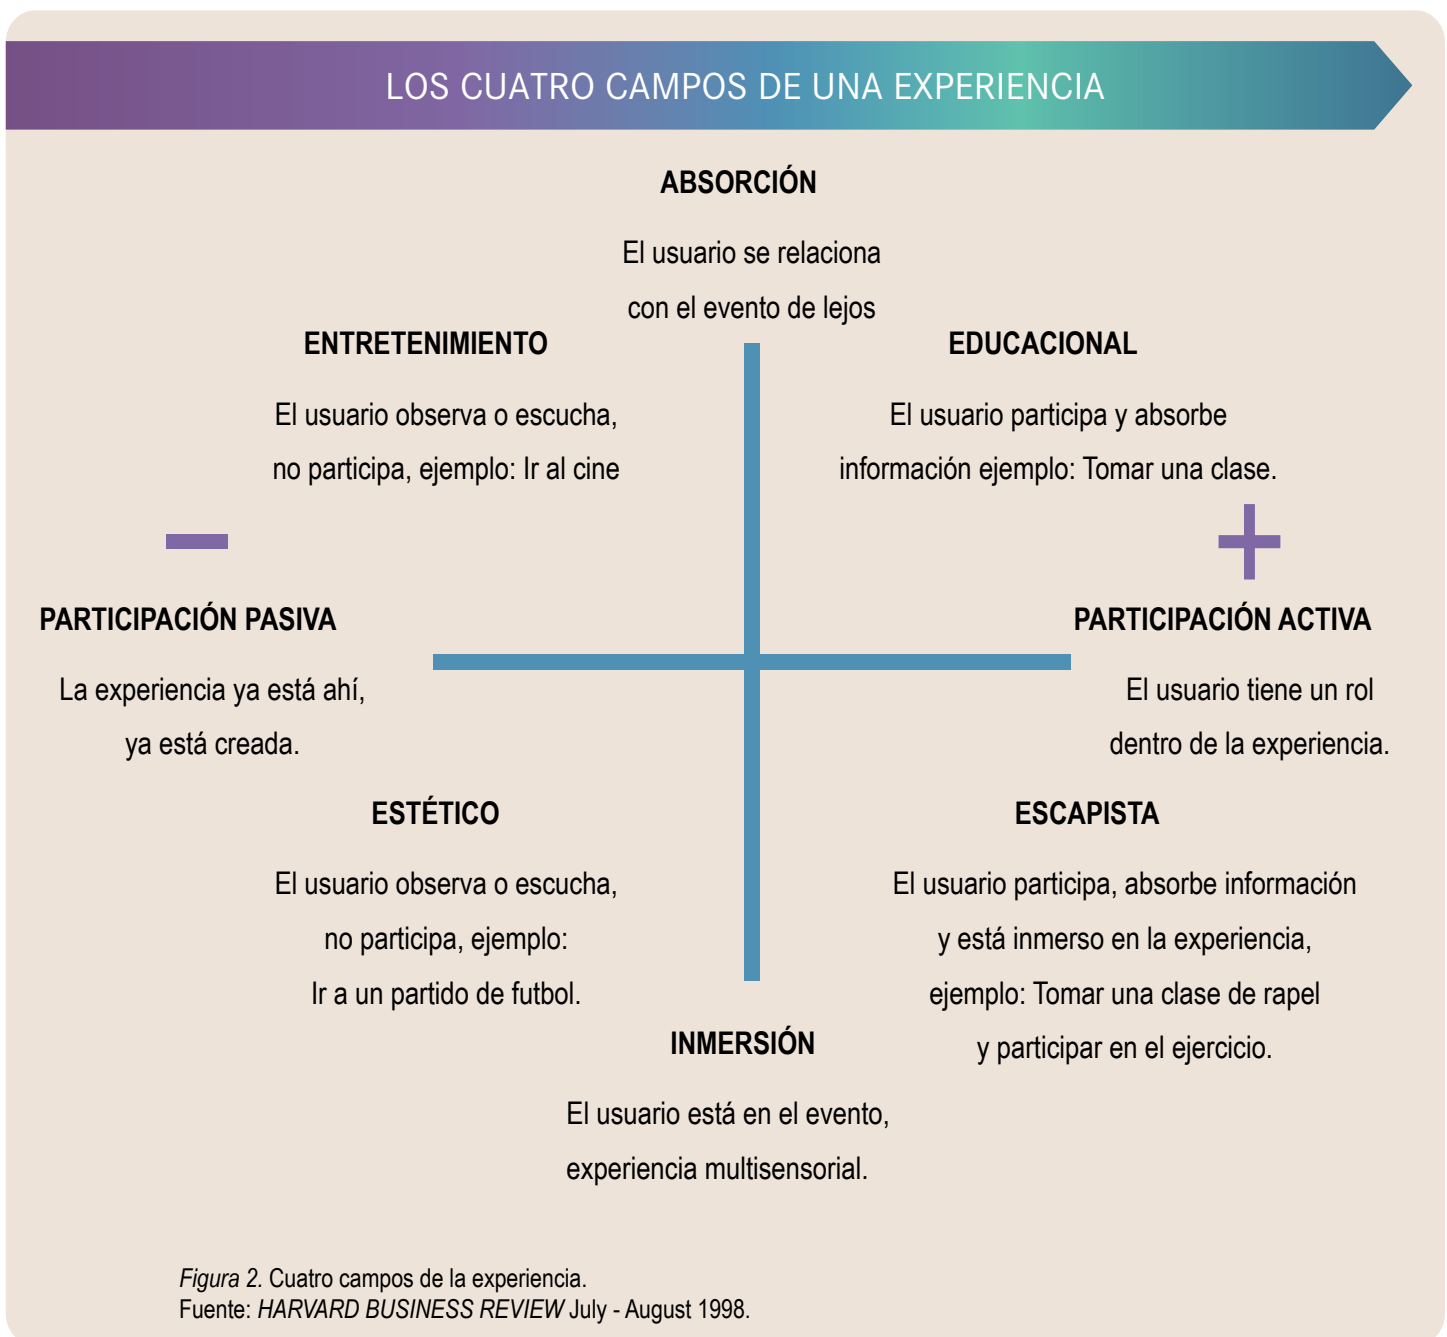 LOS CUATRO CAMPOS DE UNA EXPERIENCIA
ABSORCIÓN
El usuario se relaciona
con el evento de lejos
ENTRETENIMIENTO
El usuario observa o escucha,
no participa, ejemplo: Ir al cine
EDUCACIONAL
El usuario participa y absorbe
información ejemplo: Tomar una clase.
PARTICIPACIÓN PASIVA
La experiencia ya está ahí,
ya está creada.
PARTICIPACIÓN ACTIVA
El usuario tiene un rol
dentro de la experiencia.
ESTÉTICO
El usuario observa o escucha,
no participa, ejemplo:
Ir a un partido de futbol.
ESCAPISTA
El usuario participa, absorbe información
y está inmerso en la experiencia,
ejemplo: Tomar una clase de rapel
y participar en el ejercicio.
INMERSIÓN
El usuario está en el evento,
experiencia multisensorial.
Figura 2. Cuatro campos de la experiencia.
Fuente: HARVARD BUSINESS REVIEW July - August 1998.